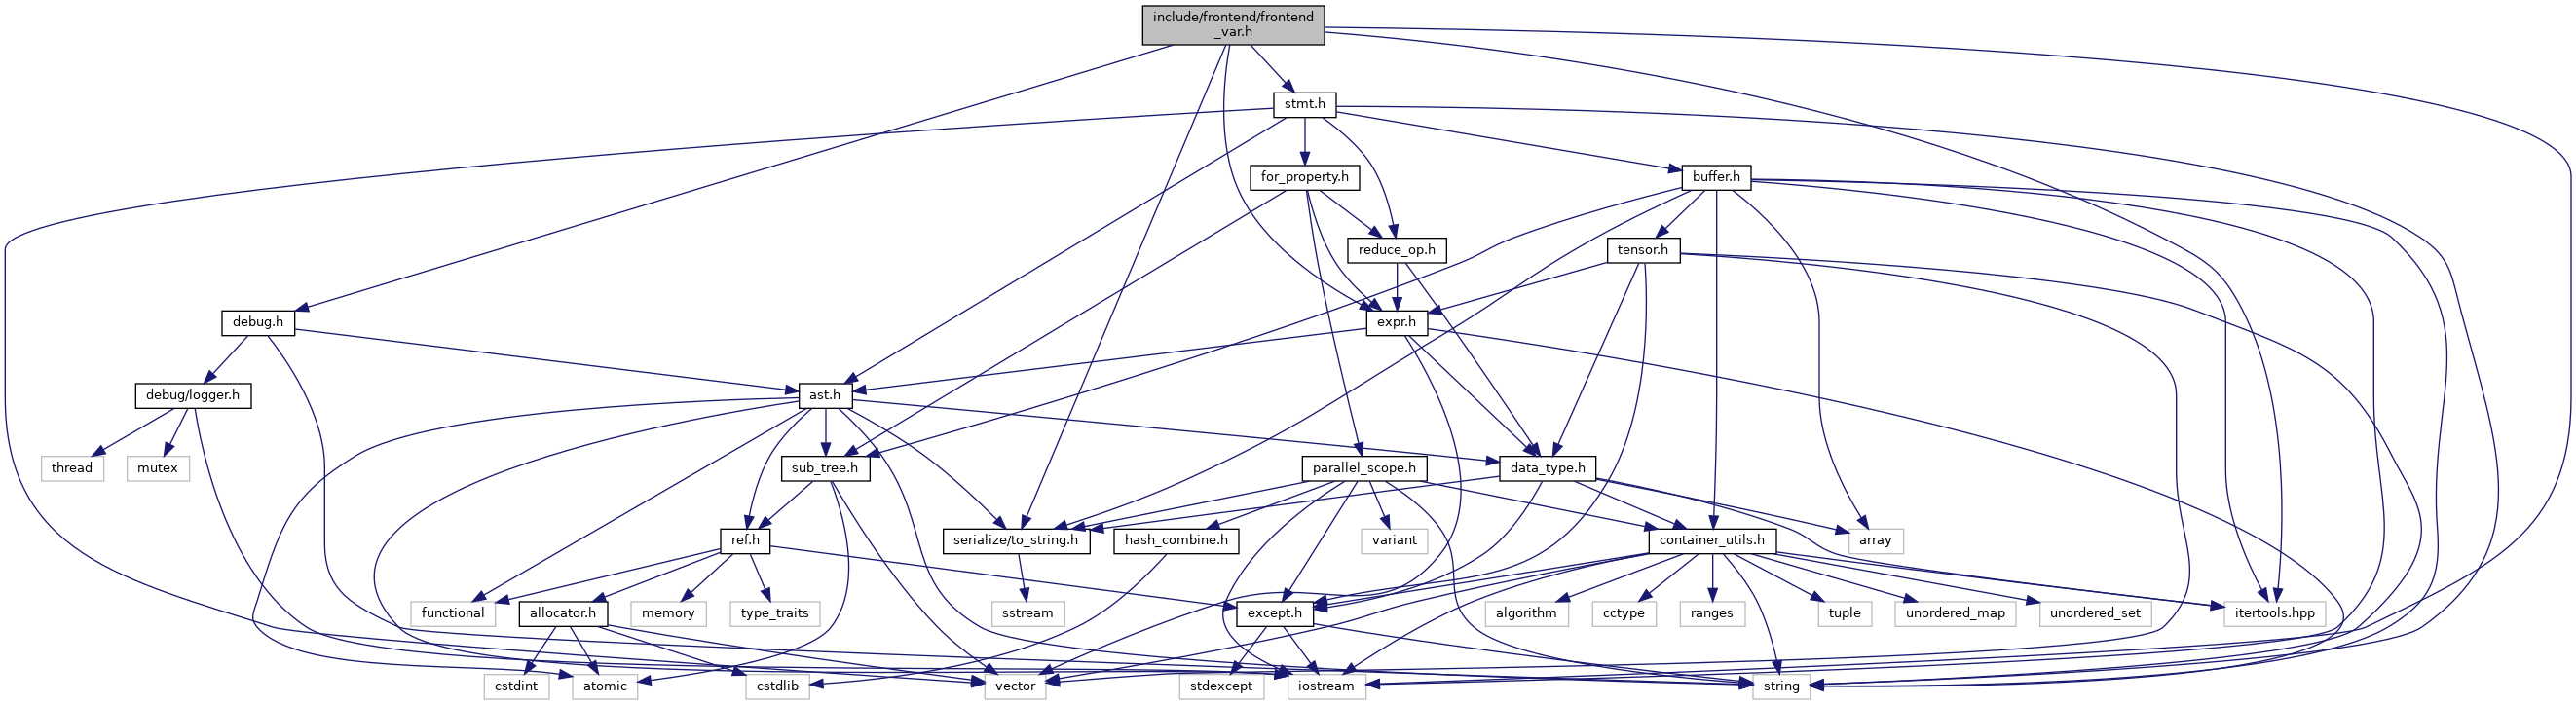 include/frontend/frontend
_var.h
stmt.h
for_property.h
buffer.h
reduce_op.h
tensor.h
debug.h
expr.h
debug/logger.h
ast.h
thread
mutex
sub_tree.h
parallel_scope.h
data_type.h
ref.h
serialize/to_string.h
hash_combine.h
variant
container_utils.h
array
functional
allocator.h
memory
type_traits
sstream
except.h
algorithm
cctype
ranges
tuple
unordered_map
unordered_set
itertools.hpp
cstdint
atomic
cstdlib
vector
stdexcept
iostream
string